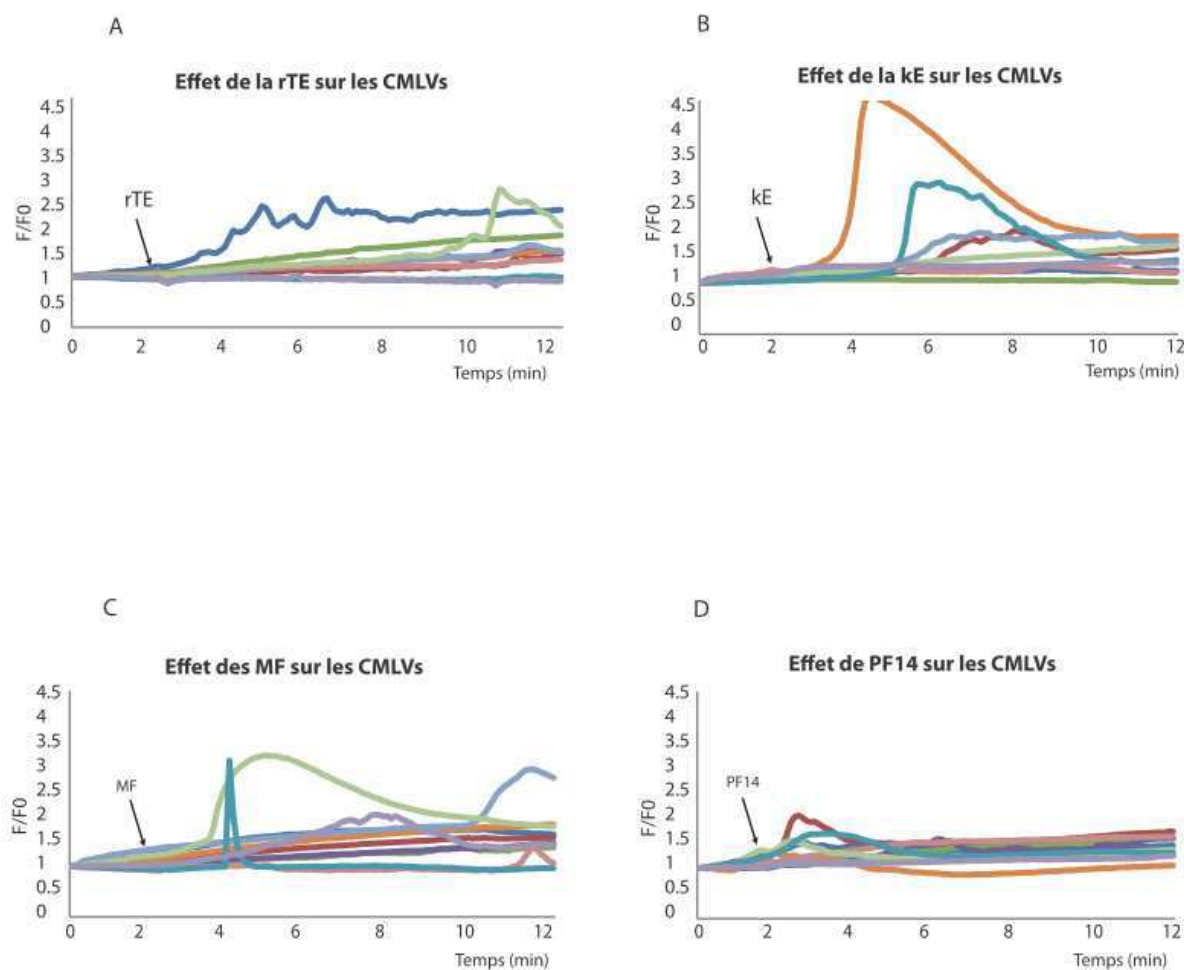 A
Effet de la rTE sur les CMLVs
4.5
4
3.5
3
2.5
2
1.5
1
0.5
0
F/F0
rTE
0 2 4 6 8 10 12
Temps (min)
B
Effet de la kE sur les CMLVs
4.5
4
3.5
3
2.5
2
1.5
1
0.5
0
F/F0
kE
0 2 4 6 8 10 12
Temps (min)
C
Effet des MF sur les CMLVs
4.5
4
3.5
3
2.5
2
1.5
1
0.5
0
F/F0
MF
0 2 4 6 8 10 12
Temps (min)
D
Effet de PF14 sur les CMLVs
4.5
4
3.5
3
2.5
2
1.5
1
0.5
0
F/F0
PF14
0 2 4 6 8 10 12
Temps (min)